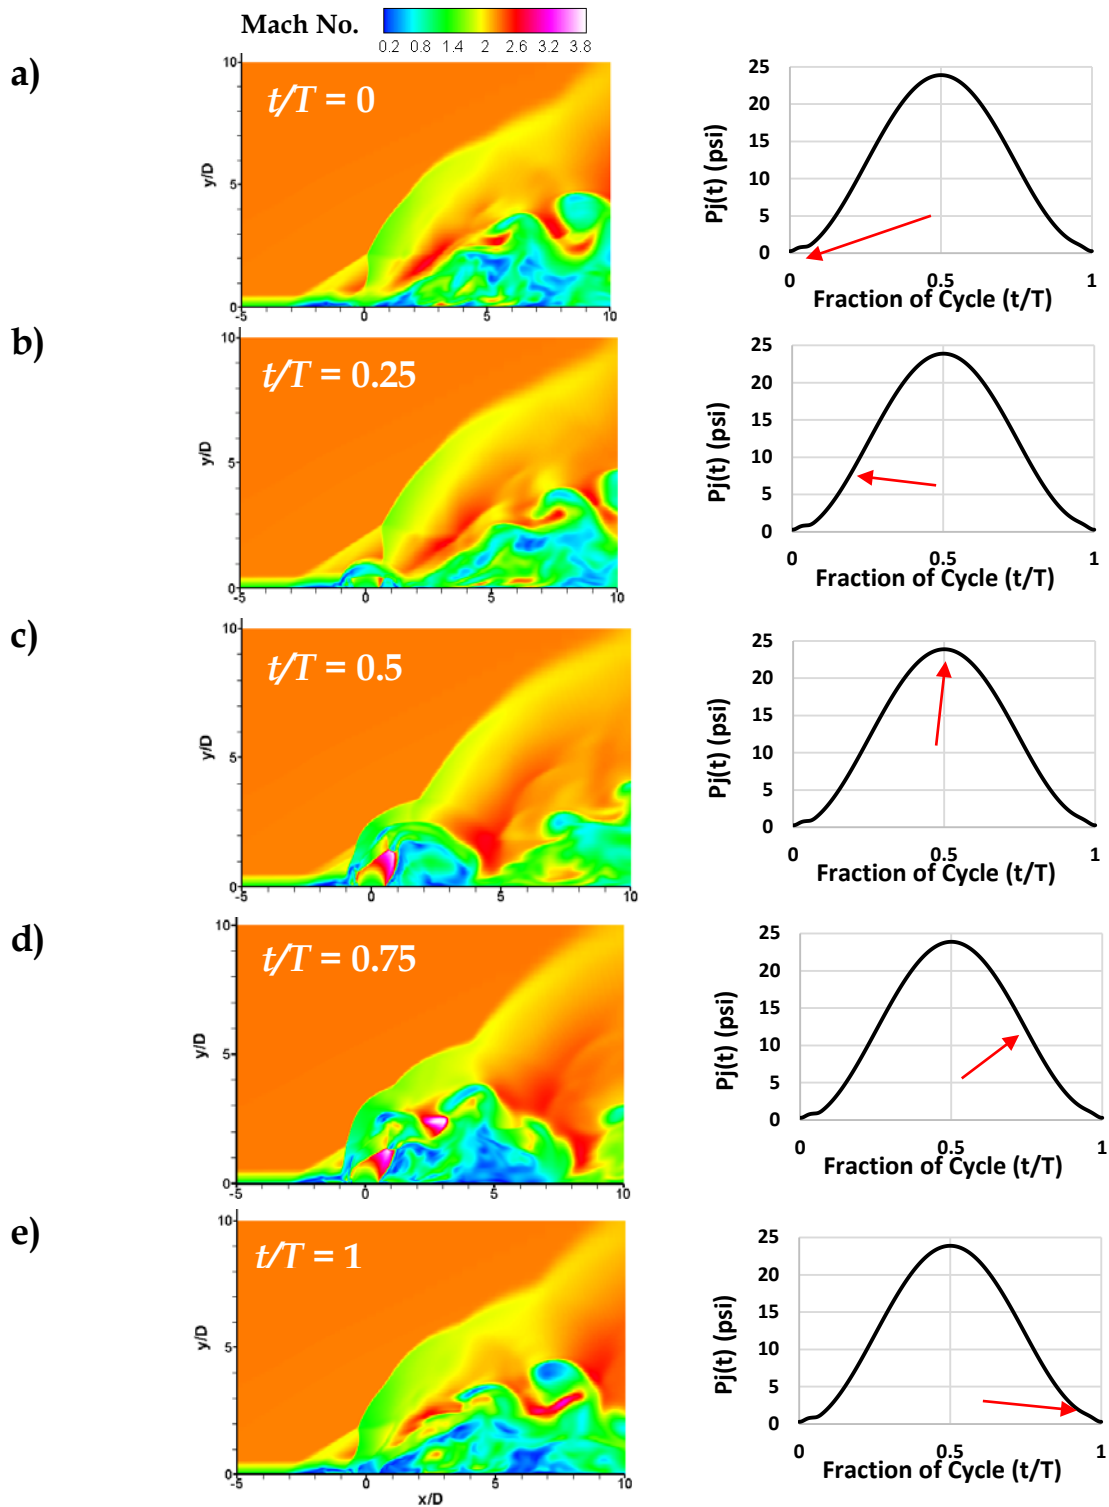 Mach No.
0.2 0.8 1.4 2 2.6 3.2 3.8
a)
t/T = 0
y/D
10
5
0
-5 0 5 10
Pj(t) (psi)
25
20
15
10
5
0
0 0.5 1
Fraction of Cycle (t/T)
b)
t/T = 0.25
y/D
10
5
0
-5 0 5 10
Pj(t) (psi)
25
20
15
10
5
0
0 0.5 1
Fraction of Cycle (t/T)
c)
t/T = 0.5
y/D
10
5
0
-5 0 5 10
Pj(t) (psi)
25
20
15
10
5
0
0 0.5 1
Fraction of Cycle (t/T)
d)
t/T = 0.75
y/D
10
5
0
-5 0 5 10
Pj(t) (psi)
25
20
15
10
5
0
0 0.5 1
Fraction of Cycle (t/T)
e)
t/T = 1
y/D
10
5
0
-5 0 5 10
x/D
Pj(t) (psi)
25
20
15
10
5
0
0 0.5 1
Fraction of Cycle (t/T)